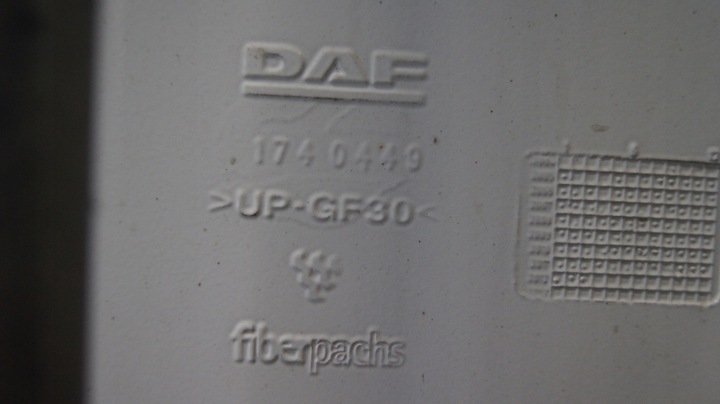 DAF
1740449
>UP-GF30<
fiberpachs